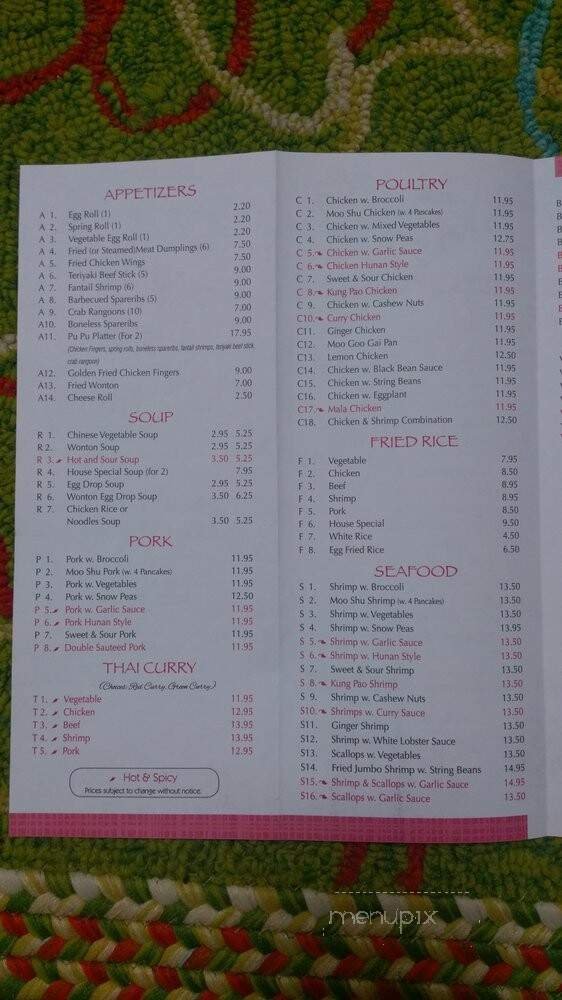 APPETIZERS
A 1. Egg Roll (1) 2.20
A 2. Spring Roll (1) 2.20
A 3. Vegetable Egg Roll (1) 2.20
A 4. Fried (or Steamed)Meat Dumplings (6) 7.50
A 5. Fried Chicken Wings 7.50
A 6. Teriyaki Beef Stick (5) 9.00
A 7. Fantail Shrimp (6) 9.00
A 8. Barbecued Spareribs (5) 9.00
A 9. Crab Rangoons (10) 7.00
A10. Boneless Spareribs 9.00
A11. Pu Pu Platter (For 2) 17.95
(Chicken Fingers, spring rolls, boneless spareribs, fantail shrimps, teriyaki beef stick,
crab rangoon)
A12. Golden Fried Chicken Fingers 9.00
A13. Fried Wonton 7.00
A14. Cheese Roll 2.50
SOUP
R 1. Chinese Vegetable Soup 2.95 5.25
R 2. Wonton Soup 2.95 5.25
R 3. Hot and Sour Soup 3.50 5.25
R 4. House Special Soup (for 2) 7.95
R 5. Egg Drop Soup 2.95 5.25
R 6. Wonton Egg Drop Soup 3.50 6.25
R 7. Chicken Rice or
Noodles Soup 3.50 5.25
PORK
P 1. Pork w. Broccoli 11.95
P 2. Moo Shu Pork (w. 4 Pancakes) 11.95
P 3. Pork w. Vegetables 11.95
P 4. Pork w. Snow Peas 12.50
P 5. Pork w. Garlic Sauce 11.95
P 6. Pork Hunan Style 11.95
P 7. Sweet & Sour Pork 11.95
P 8. Double Sauteed Pork 11.95
THAI CURRY
(Choose: Red Curry, Green Curry,)
T 1. Vegetable 11.95
T 2. Chicken 12.95
T 3. Beef 13.95
T 4. Shrimp 13.95
T 5. Pork 12.95
Hot & Spicy
Prices subject to change without notice.
POULTRY
C 1. Chicken w. Broccoli 11.95
C 2. Moo Shu Chicken (w. 4 Pancakes) 11.95
C 3. Chicken w. Mixed Vegetables 11.95
C 4. Chicken w. Snow Peas 12.75
C 5. Chicken w. Garlic Sauce 11.95
C 6. Chicken Hunan Style 11.95
C 7. Sweet & Sour Chicken 11.95
C 8. Kung Pao Chicken 11.95
C 9. Chicken w. Cashew Nuts 11.95
C10. Curry Chicken 11.95
C11. Ginger Chicken 11.95
C12. Moo Goo Gai Pan 11.95
C13. Lemon Chicken 12.50
C14. Chicken w. Black Bean Sauce 11.95
C15. Chicken w. String Beans 11.95
C16. Chicken w. Eggplant 11.95
C17. Mala Chicken 11.95
C18. Chicken & Shrimp Combination 12.50
FRIED RICE
F 1. Vegetable 7.95
F 2. Chicken 8.50
F 3. Beef 8.95
F 4. Shrimp 8.95
F 5. Pork 8.50
F 6. House Special 9.50
F 7. White Rice 4.50
F 8. Egg Fried Rice 6.50
SEAFOOD
S 1. Shrimp w. Broccoli 13.50
S 2. Moo Shu Shrimp (w. 4 Pancakes) 13.50
S 3. Shrimp w. Vegetables 13.50
S 4. Shrimp w. Snow Peas 13.95
S 5. Shrimp w. Garlic Sauce 13.50
S 6. Shrimp w. Hunan Style 13.50
S 7. Sweet & Sour Shrimp 13.50
S 8. Kung Pao Shrimp 13.50
S 9. Shrimp w. Cashew Nuts 13.50
S10. Shrimps w. Curry Sauce 13.50
S11. Ginger Shrimp 13.50
S12. Shrimp w. White Lobster Sauce 13.50
S13. Scallops w. Vegetables 13.50
S14. Fried Jumbo Shrimp w. String Beans 14.95
S15. Shrimp & Scallops w. Garlic Sauce 14.95
S16. Scallops w. Garlic Sauce 13.50
menupix